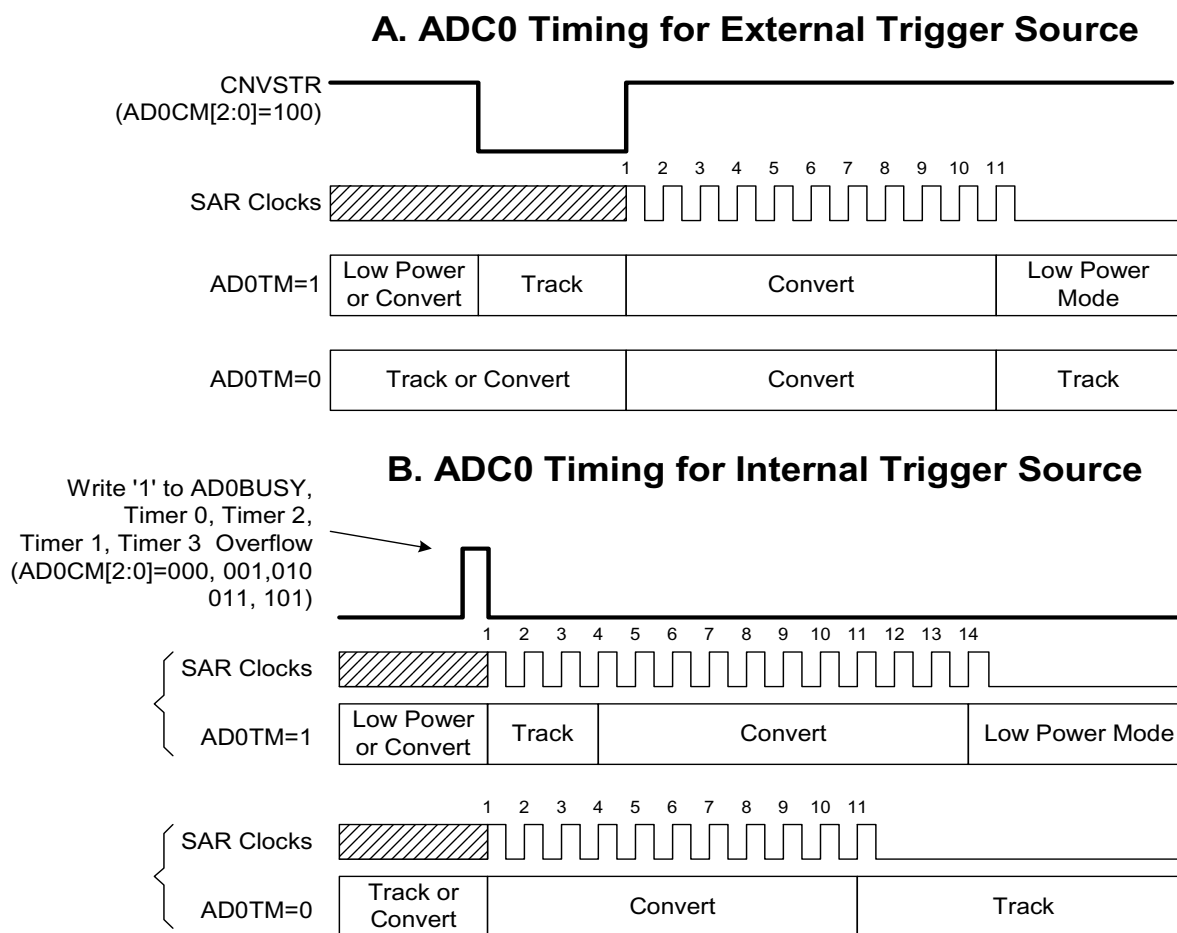 A. ADC0 Timing for External Trigger Source
CNVSTR
(AD0CM[2:0]=100)
1 2 3 4 5 6 7 8 9 10 11
SAR Clocks
AD0TM=1
Low Power
or Convert
Track
Convert
Low Power
Mode
AD0TM=0
Track or Convert
Convert
Track
B. ADC0 Timing for Internal Trigger Source
Write '1' to AD0BUSY,
Timer 0, Timer 2,
Timer 1, Timer 3 Overflow
(AD0CM[2:0]=000, 001,010
011, 101)
1 2 3 4 5 6 7 8 9 10 11 12 13 14
SAR Clocks
AD0TM=1
Low Power
or Convert
Track
Convert
Low Power Mode
1 2 3 4 5 6 7 8 9 10 11
SAR Clocks
AD0TM=0
Track or
Convert
Convert
Track